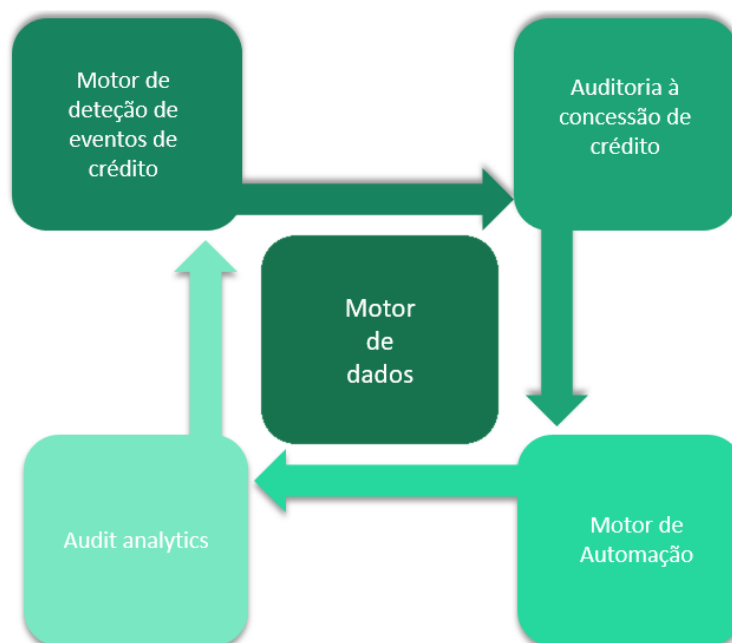 Motor de
deteção de
eventos de
crédito
Auditoria à
concessão de
crédito
Motor
de
dados
Audit analytics
Motor de
Automação